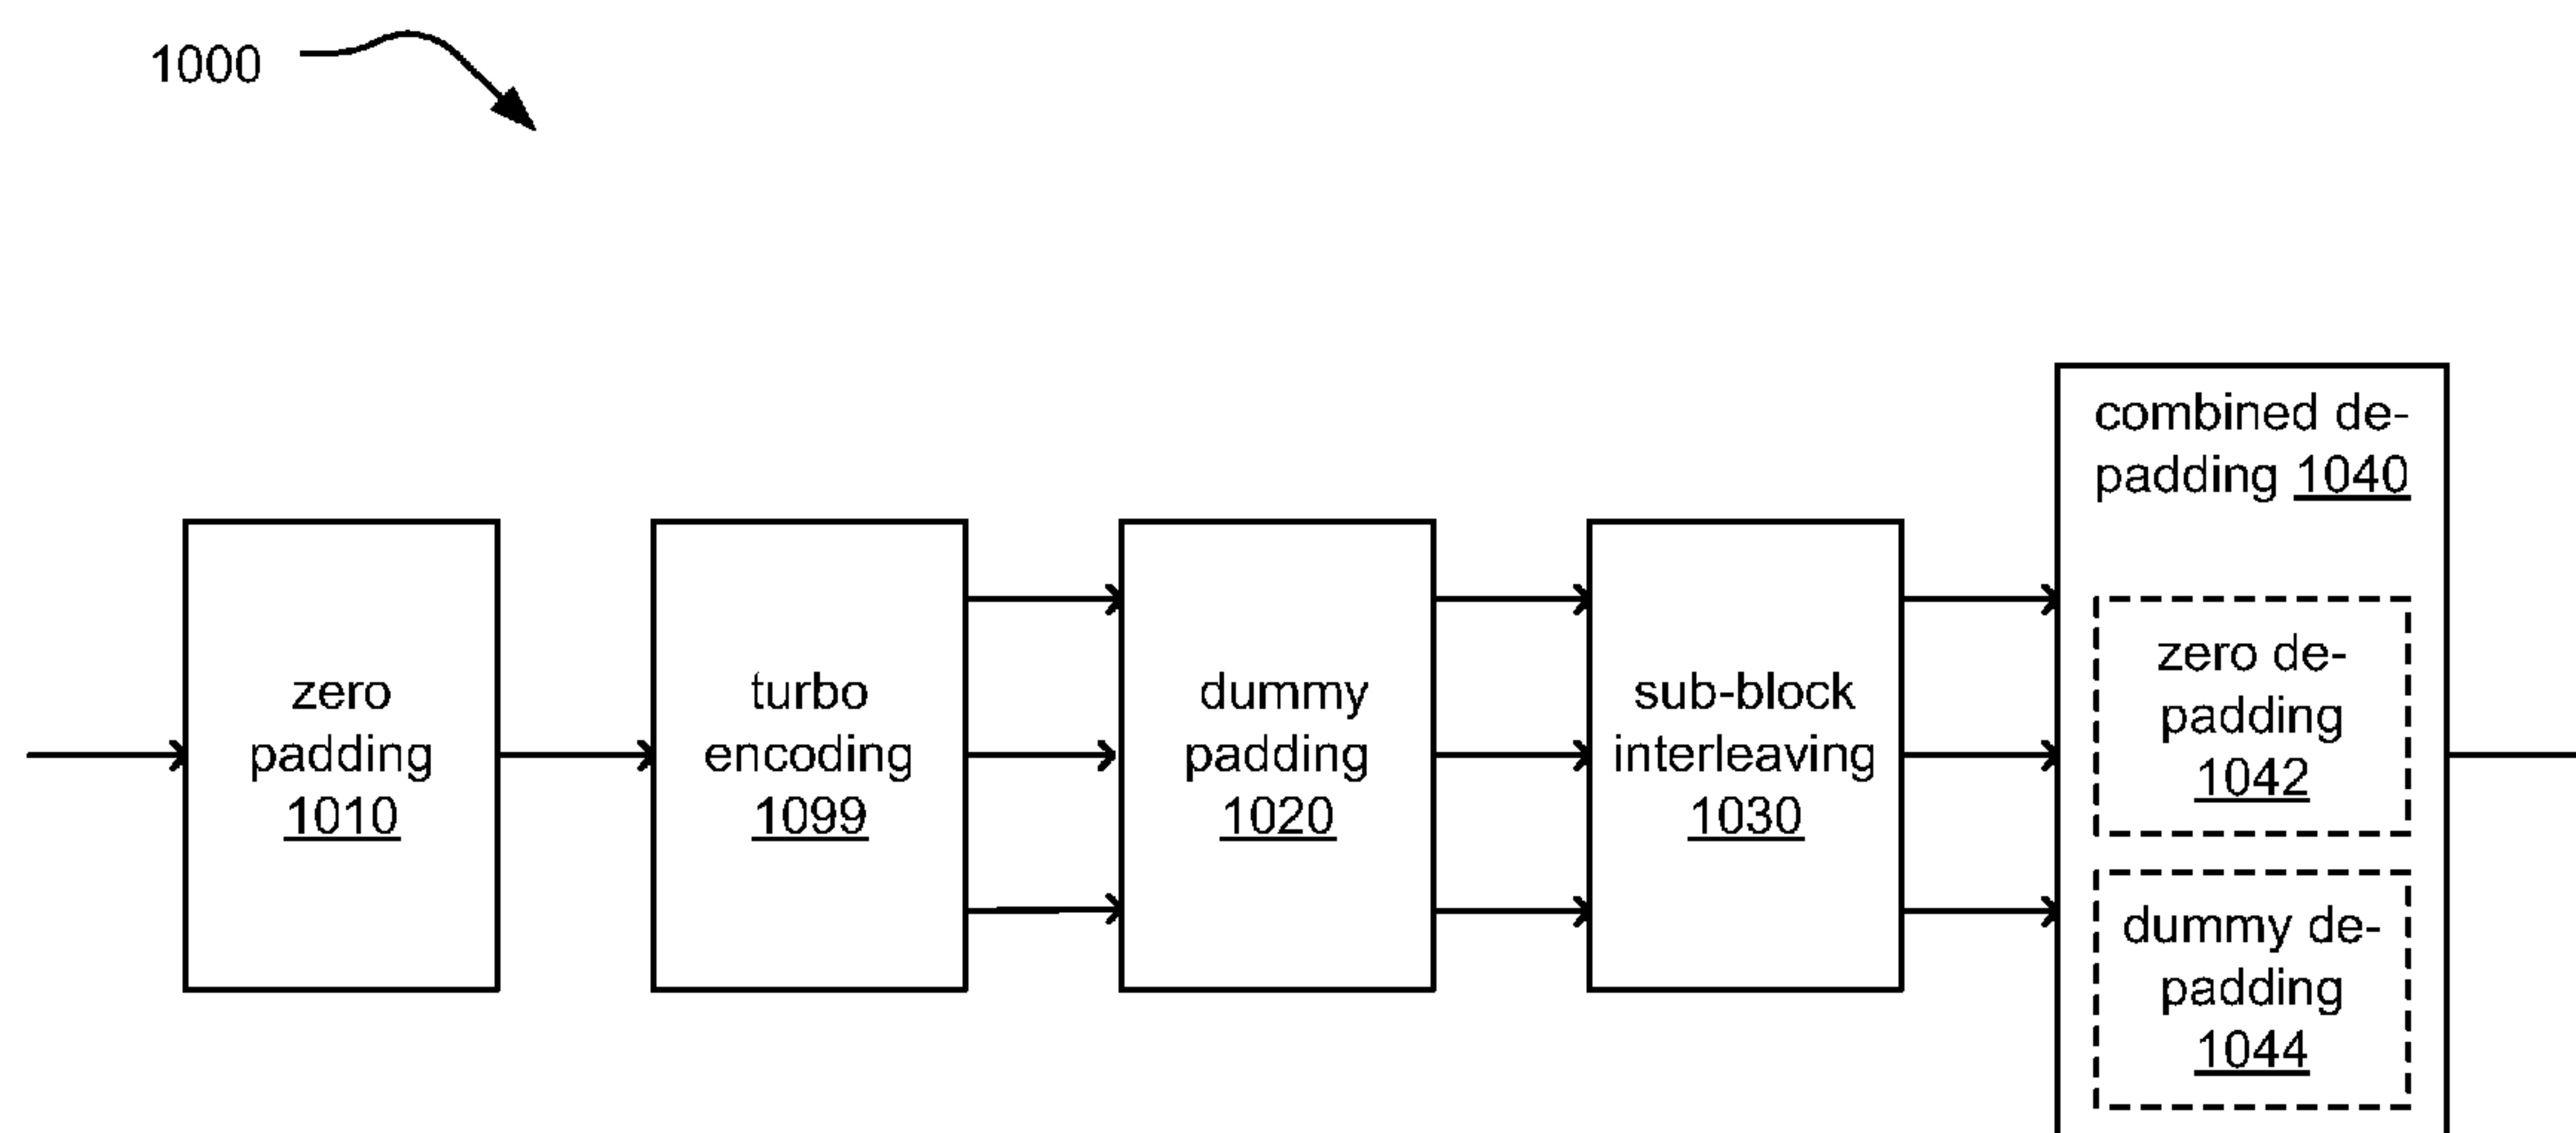 1000
zero
padding
1010
turbo
encoding
1099
dummy
padding
1020
sub-block
interleaving
1030
combined de-
padding 1040
zero de-
padding
1042
dummy de-
padding
1044